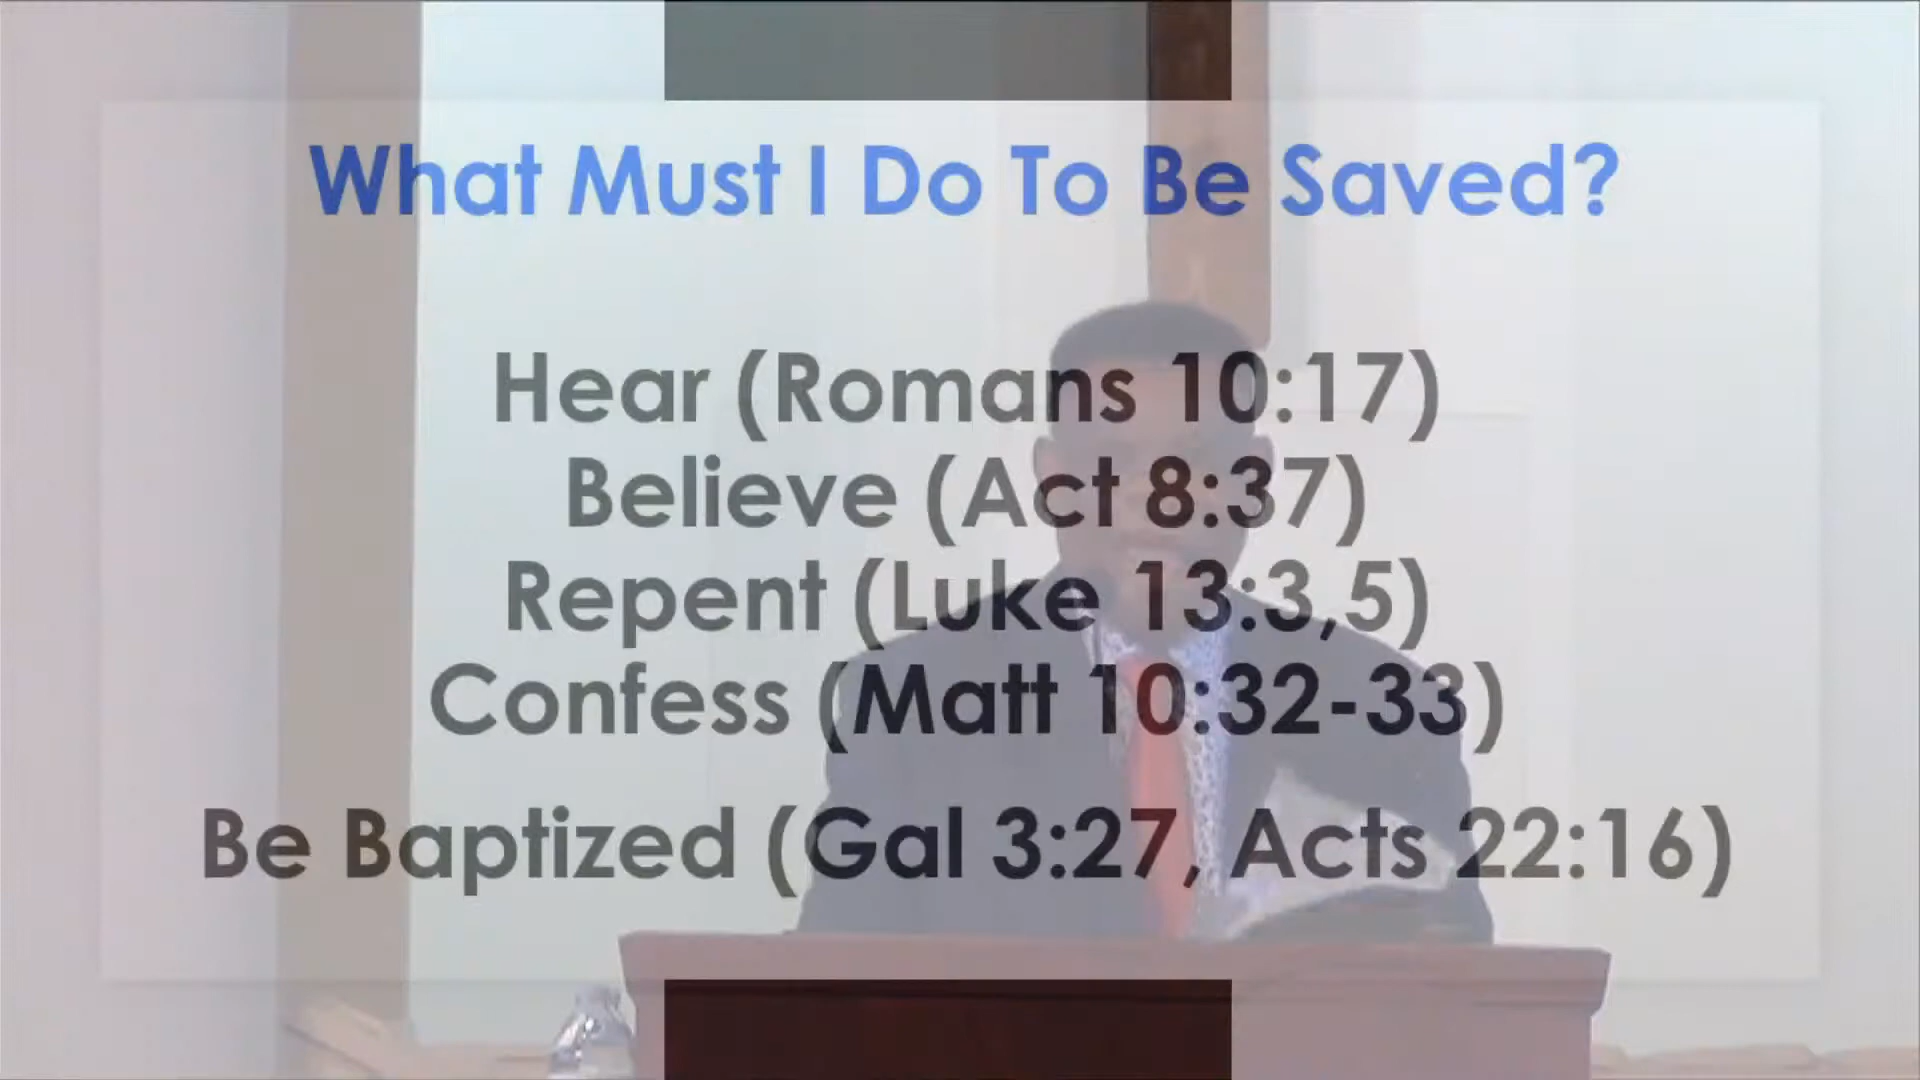 What Must I Do To Be Saved?
Hear (Romans 10:17)
Believe (Act 8:37)
Repent (Luke 13:3,5)
Confess (Matt 10:32-33)
Be Baptized (Gal 3:27, Acts 22:16)